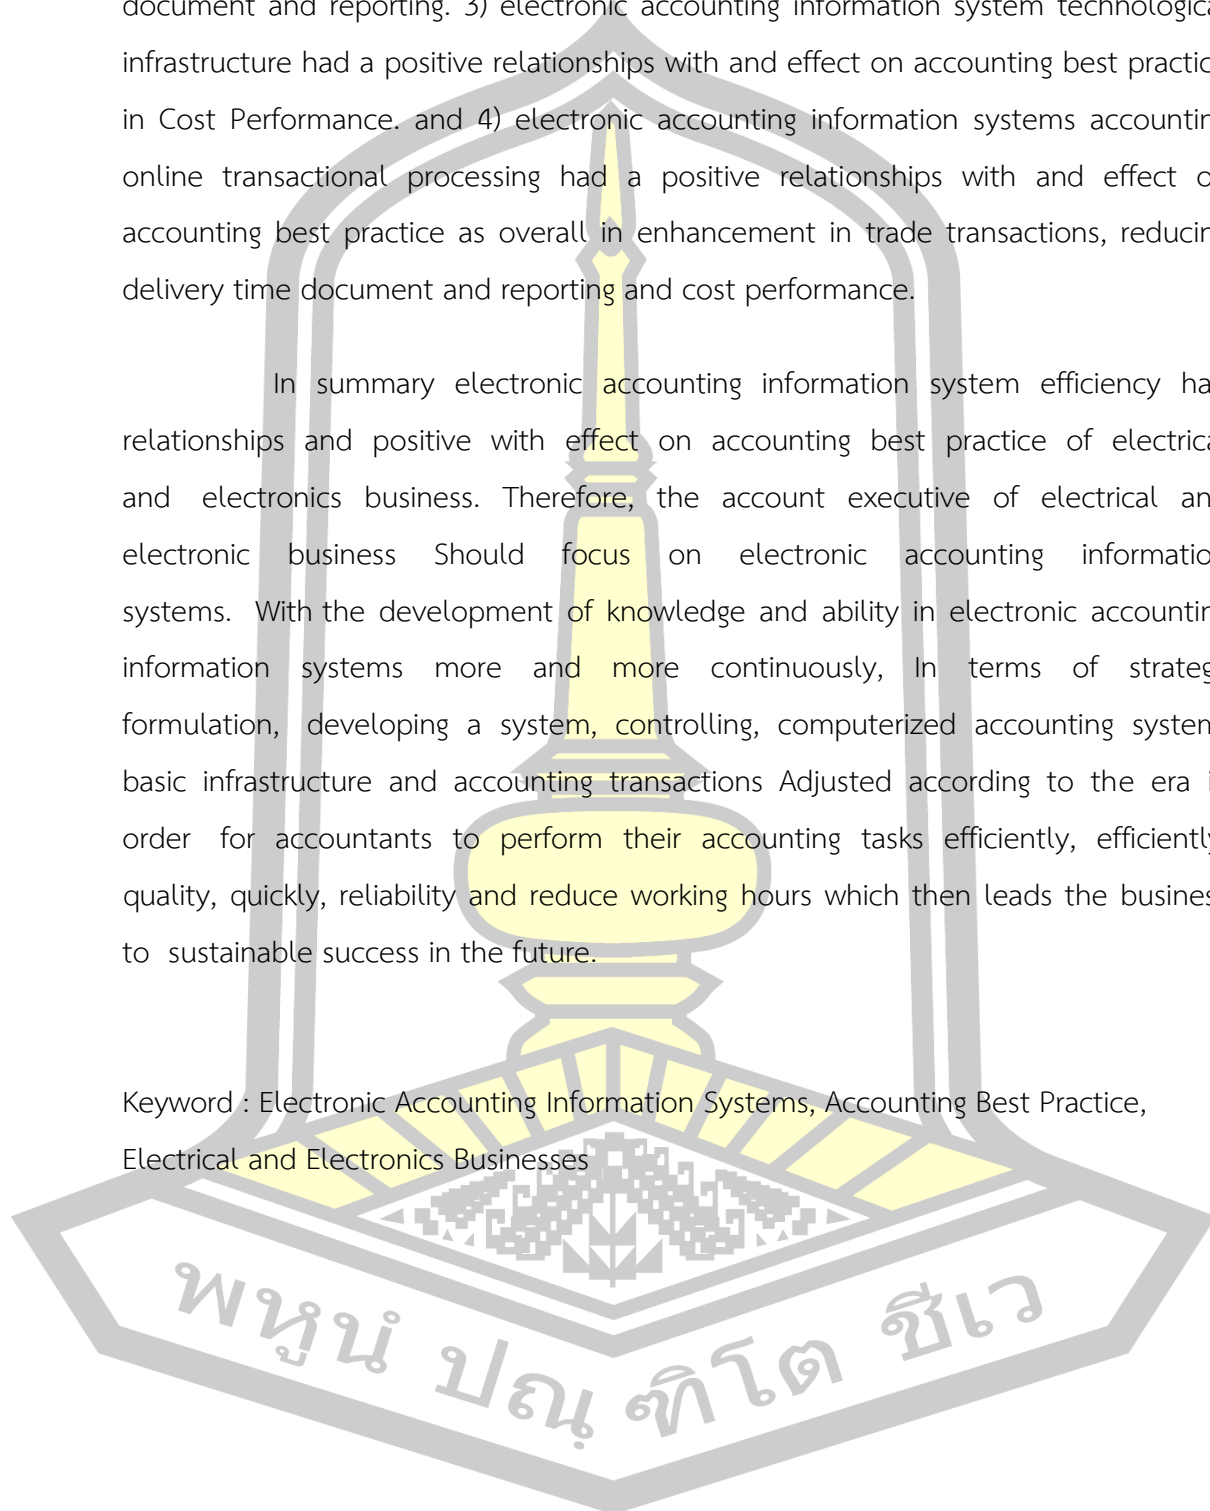 document and reporting. 3) electronic accounting information system technologica
infrastructure had a positive relationships with and effect on accounting best practic
in Cost Performance. and 4) electronic accounting information systems accountin
online transactional processing had a positive relationships with and effect o
accounting best practice as overall in enhancement in trade transactions, reducin
delivery time document and reporting and cost performance.
In summary electronic accounting information system efficiency ha
relationships and positive with effect on accounting best practice of electrica
and electronics business. Therefore, the account executive of electrical an
electronic business Should focus on electronic accounting informatio
systems. With the development of knowledge and ability in electronic accountin
information systems more and more continuously, In terms of strateg
formulation, developing a system, controlling, computerized accounting system
basic infrastructure and accounting transactions Adjusted according to the era i
order for accountants to perform their accounting tasks efficiently, efficiently
quality, quickly, reliability and reduce working hours which then leads the busines
to sustainable success in the future.
Keyword : Electronic Accounting Information Systems, Accounting Best Practice,
Electrical and Electronics Businesses
พหูนํ ปณฺฑิโต ชีเว